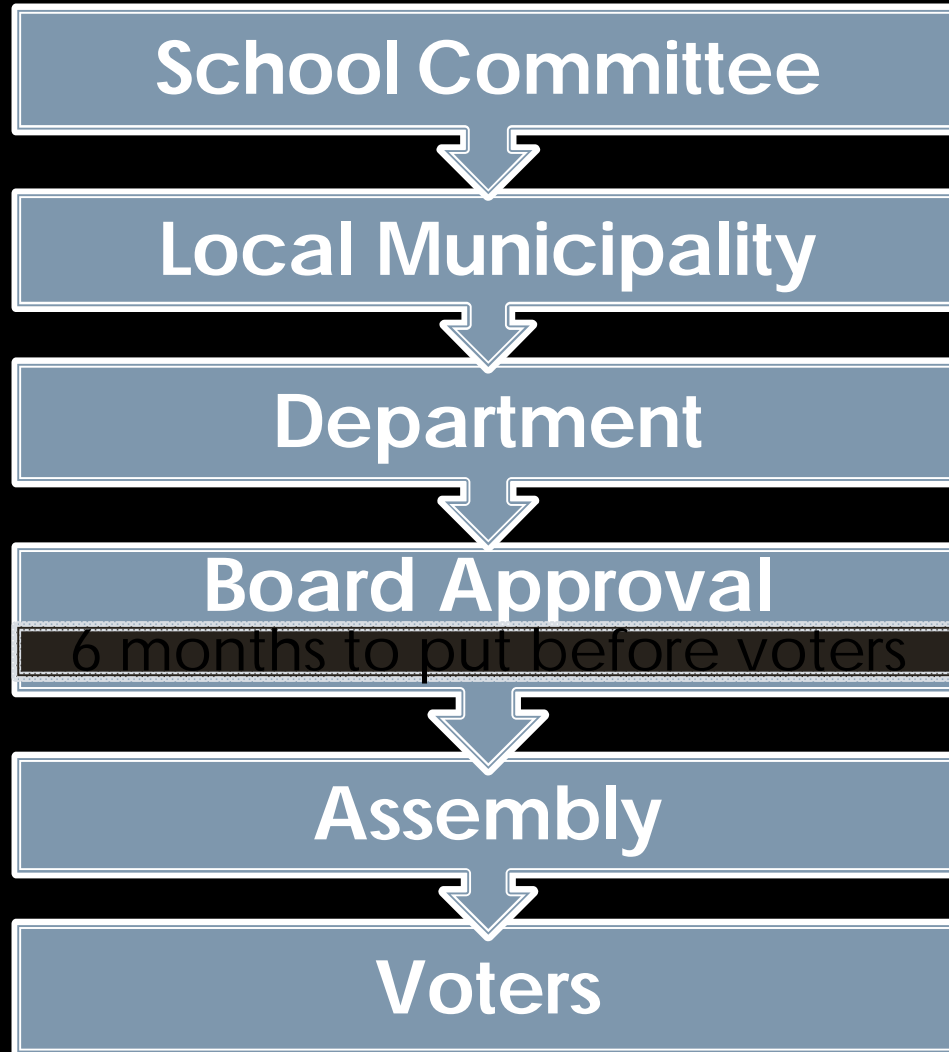 School Committee
Local Municipality
Department
Board Approval
6 months to put before voters
Assembly
Voters